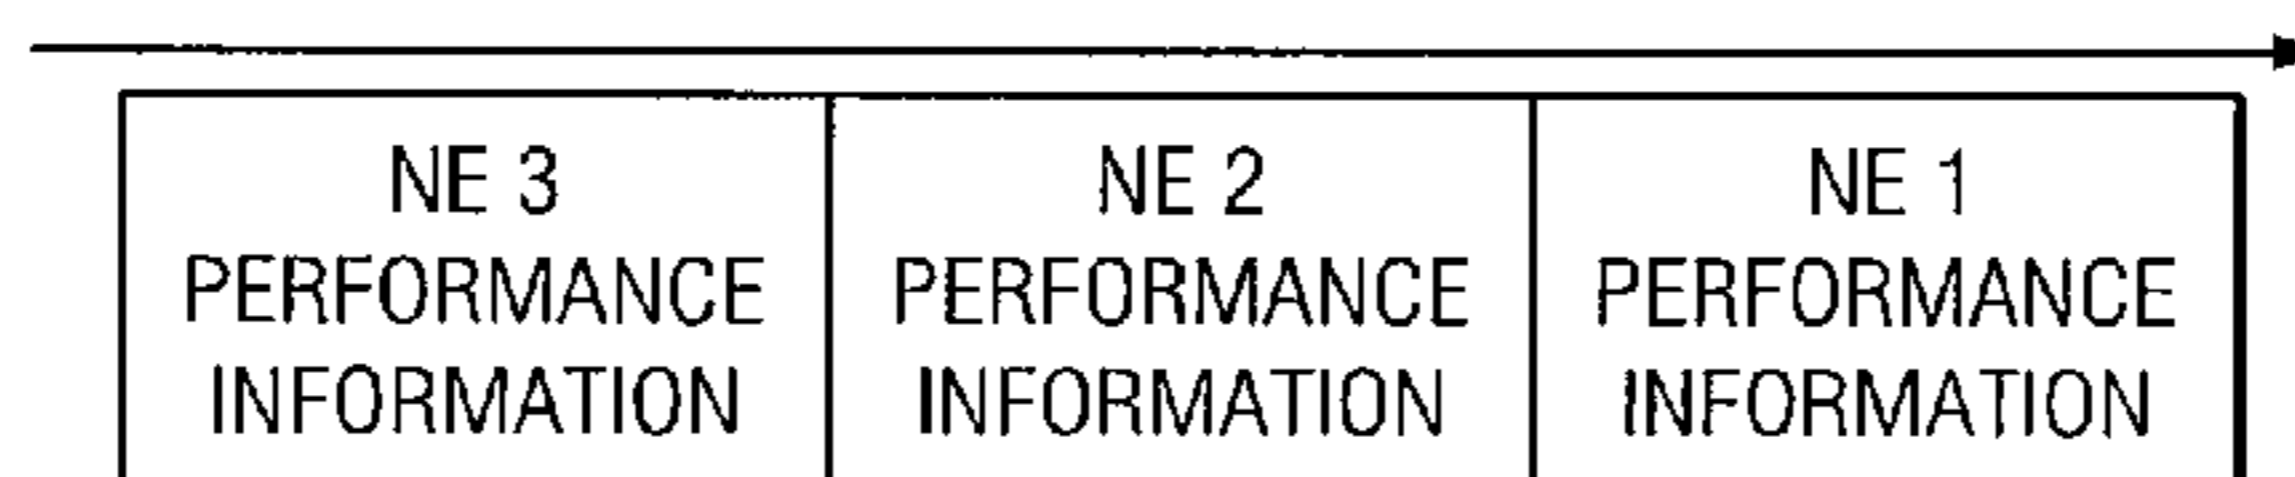 NE 3
PERFORMANCE
INFORMATION
NE 2
PERFORMANCE
INFORMATION
NE 1
PERFORMANCE
INFORMATION